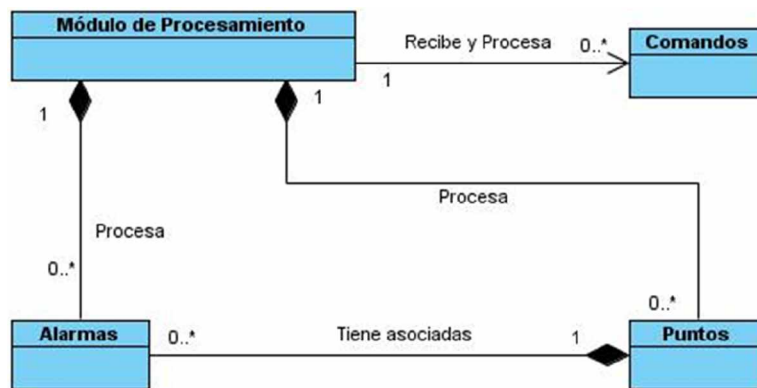 Módulo de Procesamiento
Recibe y Procesa
0..*
Comandos
1
1
1
Procesa
Procesa
0..*
0..*
Alarmas
0..*
Tiene asociadas
1
Puntos